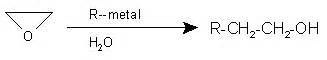 R--metal
O
H₂O
R-CH₂-CH₂-OH